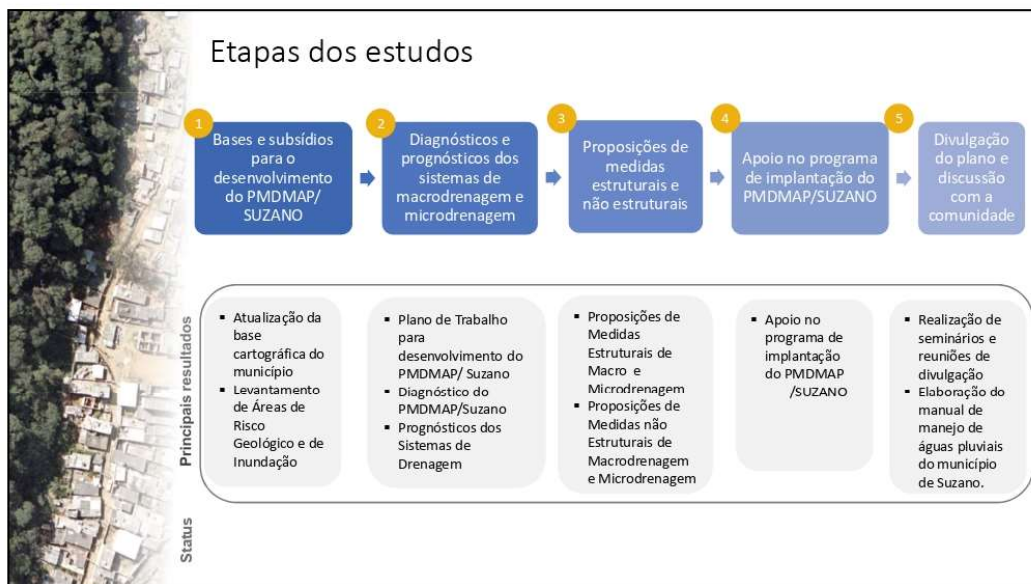 Etapas dos estudos
1
Bases e subsídios
para o
desenvolvimento
do PMDMAP/
SUZANO
2
Diagnósticos e
prognósticos dos
sistemas de
macrodrenagem e
microdrenagem
3
Proposições de
medidas
estruturais e
não estruturais
4
Apoio no programa
de implantação do
PMDMAP/SUZANO
5
Divulgação
do plano e
discussão
com a
comunidade
Principais resultados
▪ Atualização da
base
cartográfica do
município
▪ Levantamento
de Áreas de
Risco
Geológico e de
Inundação
▪ Plano de Trabalho
para
desenvolvimento do
PMDMAP/ Suzano
▪ Diagnóstico do
PMDMAP/Suzano
▪ Prognósticos dos
Sistemas de
Drenagem
▪ Proposições de
Medidas
Estruturais de
Macro e
Microdrenagem
▪ Proposições de
Medidas não
Estruturais de
Macrodrenagem
e Microdrenagem
▪ Apoio no
programa de
implantação
do PMDMAP
/SUZANO
▪ Realização de
seminários e
reuniões de
divulgação
▪ Elaboração do
manual de
manejo de
águas pluviais
do município
de Suzano.
Status